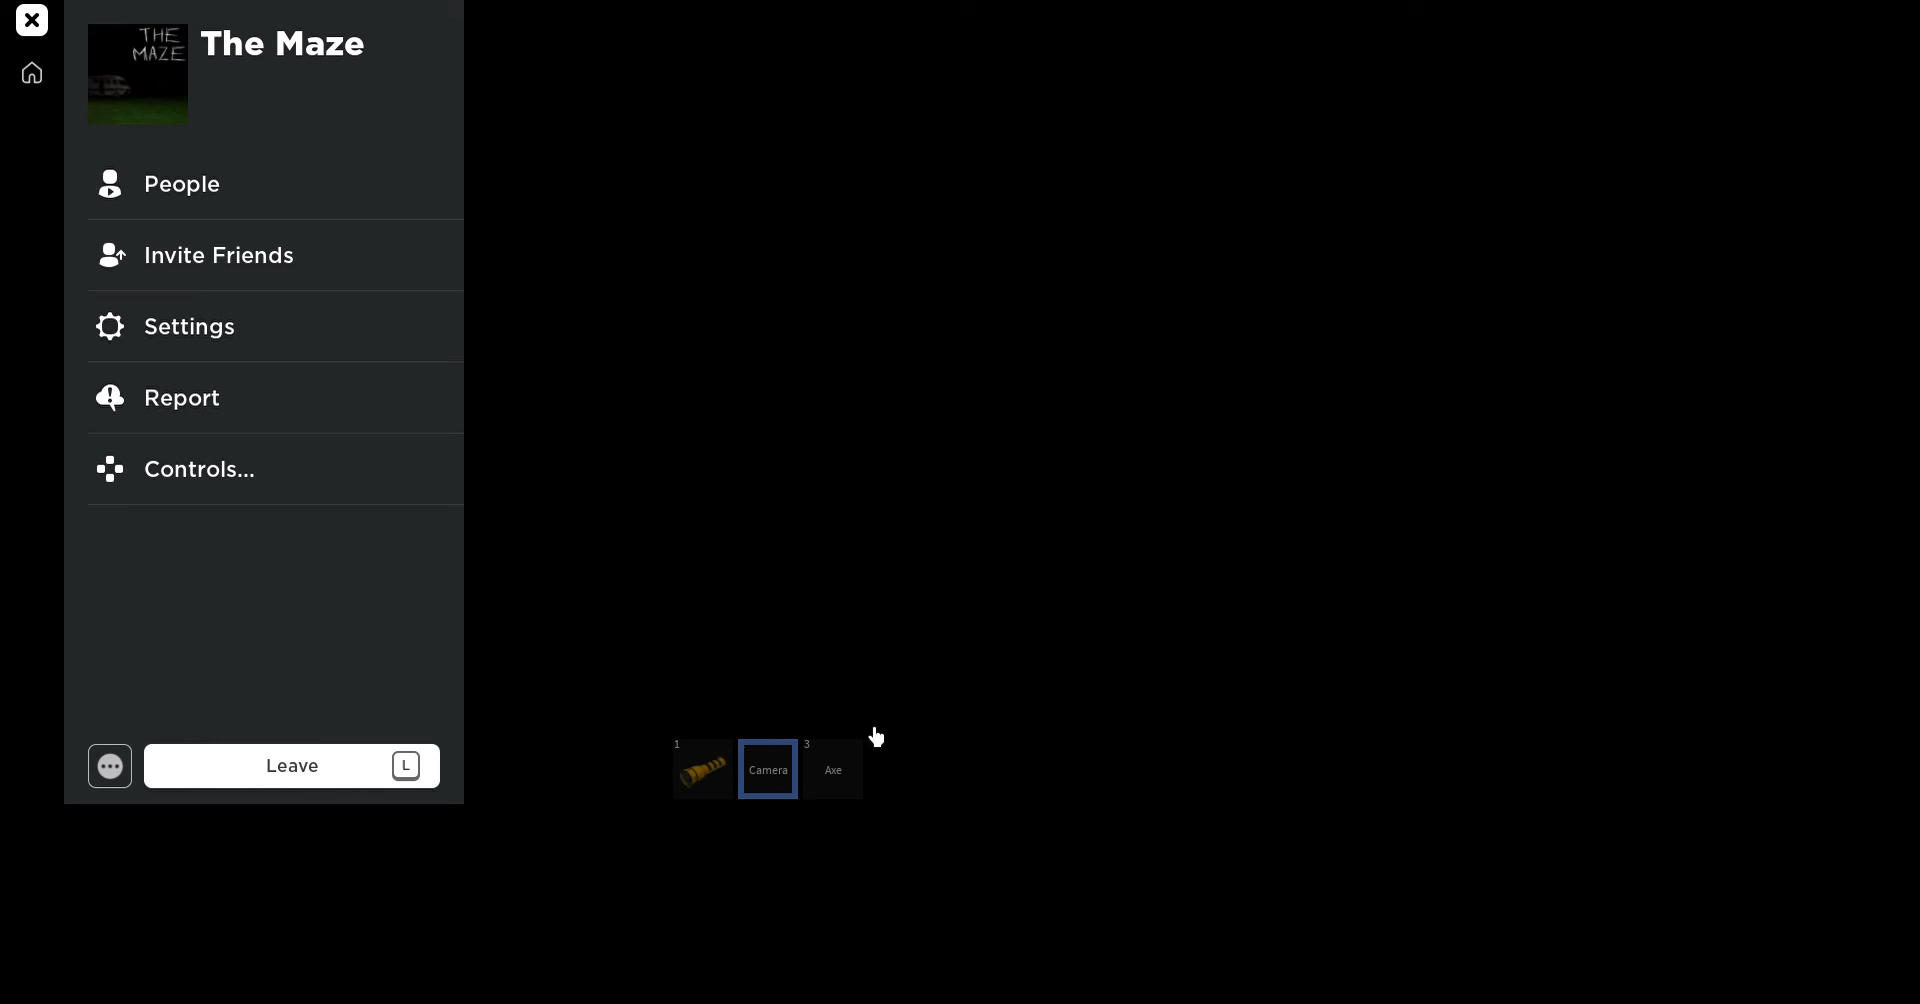 THE
MAZE
The Maze
People
Invite Friends
Settings
Report
Controls...
Leave
L
1
Camera
3
Axe